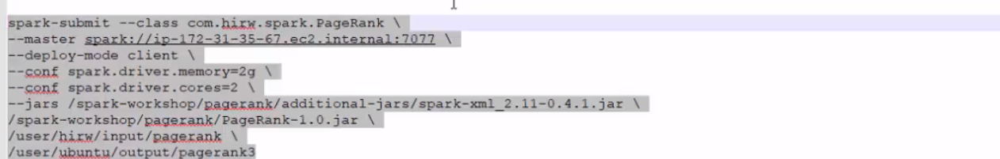 spark-submit --class com.hirw.spark.PageRank \
--master spark://ip-172-31-35-67.ec2.internal:7077 \
--deploy-mode client \
--conf spark.driver.memory=2g \
--conf spark.driver.cores=2 \
--jars /spark-workshop/pagerank/additional-jars/spark-xml_2.11-0.4.1.jar \
/spark-workshop/pagerank/PageRank-1.0.jar \
/user/hirw/input/pagerank \
/user/ubuntu/output/pagerank3